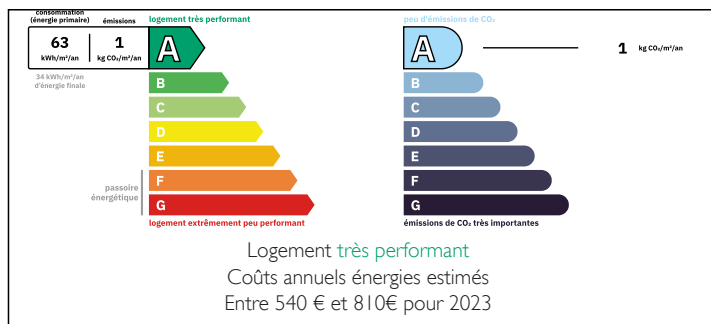 consommation
(énergie primaire)
émissions
63
kWh/m²/an
1
kg CO₂/m²/an
34 kWh/m²/an
d'énergie finale
logement très performant
A
B
C
D
E
F
G
passoire
énergétique
logement extrêmement peu performant
peu d'émissions de CO₂
A
1 kg CO₂/m²/an
B
C
D
E
F
G
émissions de CO₂ très importantes
Logement très performant
Coûts annuels énergies estimés
Entre 540 € et 810€ pour 2023